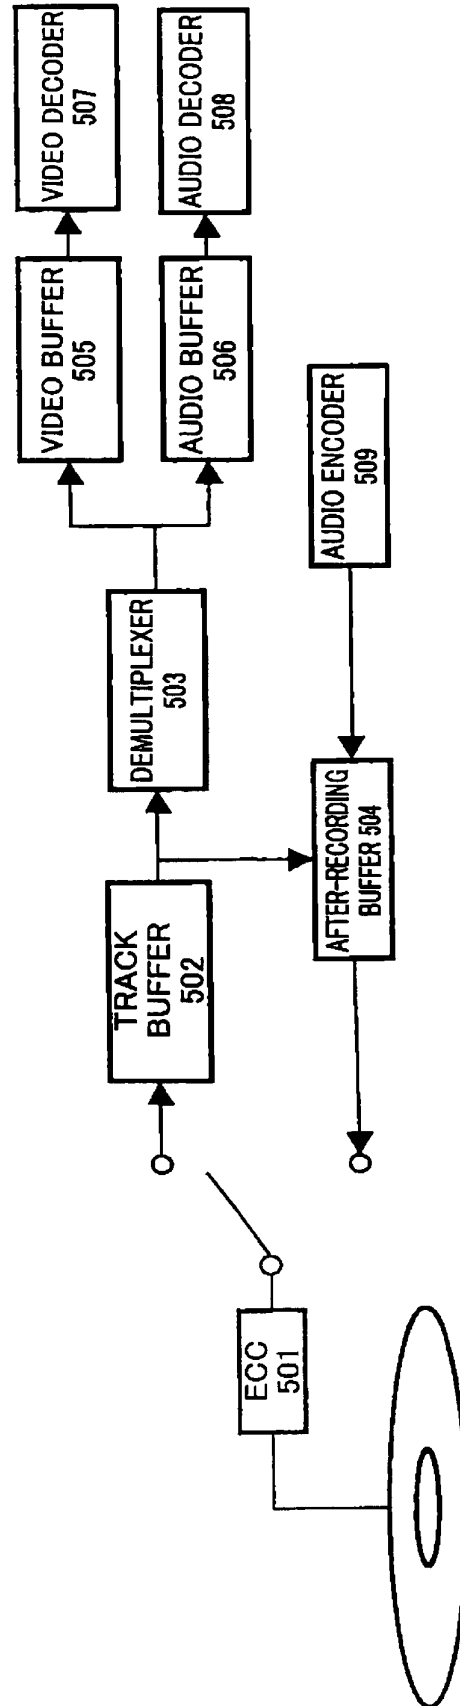 ECC
501
TRACK
BUFFER
502
DEMULTIPLEXER
503
VIDEO BUFFER
505
VIDEO DECODER
507
AUDIO BUFFER
506
AUDIO DECODER
508
AFTER-RECORDING
BUFFER 504
AUDIO ENCODER
509